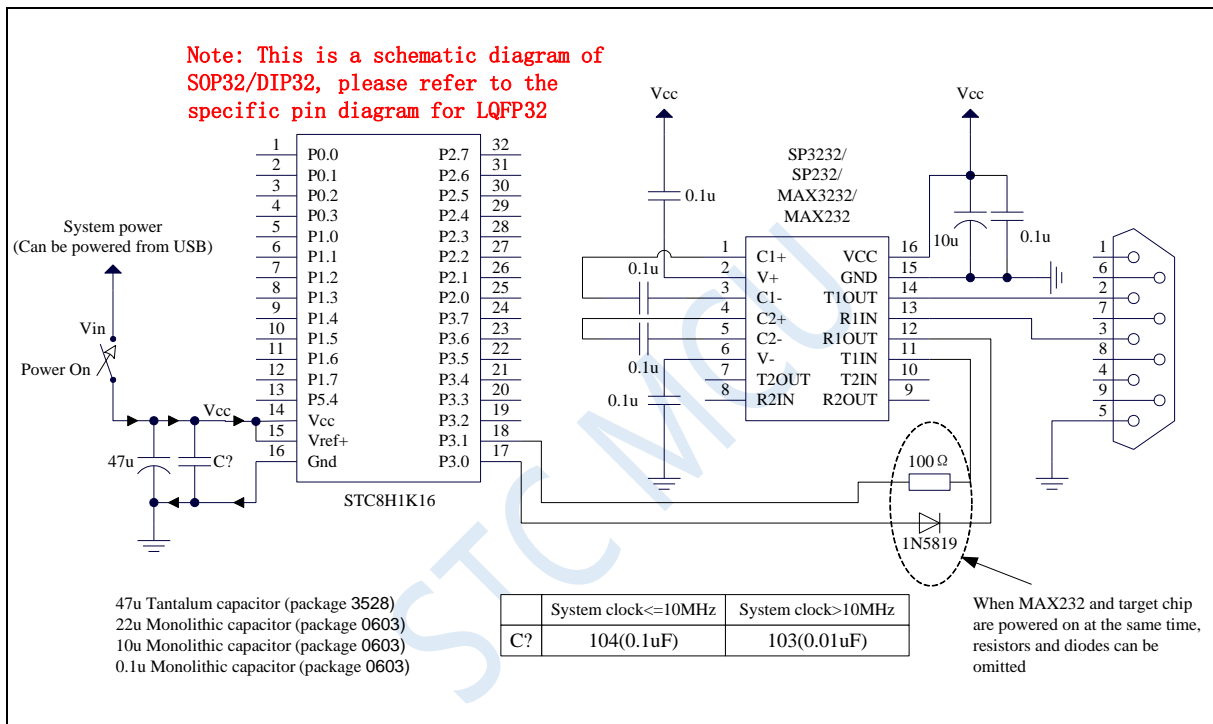 Note: This is a schematic diagram of
SOP32/DIP32, please refer to the
specific pin diagram for LQFP32
System power
(Can be powered from USB)
Vin
Power On
Vcc
47u
C?
1 P0.0 P2.7 32
2 P0.1 P2.6 31
3 P0.2 P2.5 30
4 P0.3 P2.4 29
5 P1.0 P2.3 28
6 P1.1 P2.2 27
7 P1.2 P2.1 26
8 P1.3 P2.0 25
9 P1.4 P3.7 24
10 P1.5 P3.6 23
11 P1.6 P3.5 22
12 P1.7 P3.4 21
13 P5.4 P3.3 20
14 Vcc P3.2 19
15 Vref+ P3.1 18
16 Gnd P3.0 17
STC8H1K16
Vcc
0.1u
0.1u
0.1u
0.1u
SP3232/
SP232/
MAX3232/
MAX232
1 C1+ VCC 16
2 V+ GND 15
3 C1- T1OUT 14
4 C2+ R1IN 13
5 C2- R1OUT 12
6 V- T1IN 11
7 T2OUT T2IN 10
8 R2IN R2OUT 9
Vcc
10u
0.1u
1
6
2
7
3
8
4
9
5
100Ω
1N5819
When MAX232 and target chip
are powered on at the same time,
resistors and diodes can be
omitted
47u Tantalum capacitor (package 3528)
22u Monolithic capacitor (package 0603)
10u Monolithic capacitor (package 0603)
0.1u Monolithic capacitor (package 0603)
System clock<=10MHz System clock>10MHz
C? 104(0.1uF) 103(0.01uF)
STC MCU